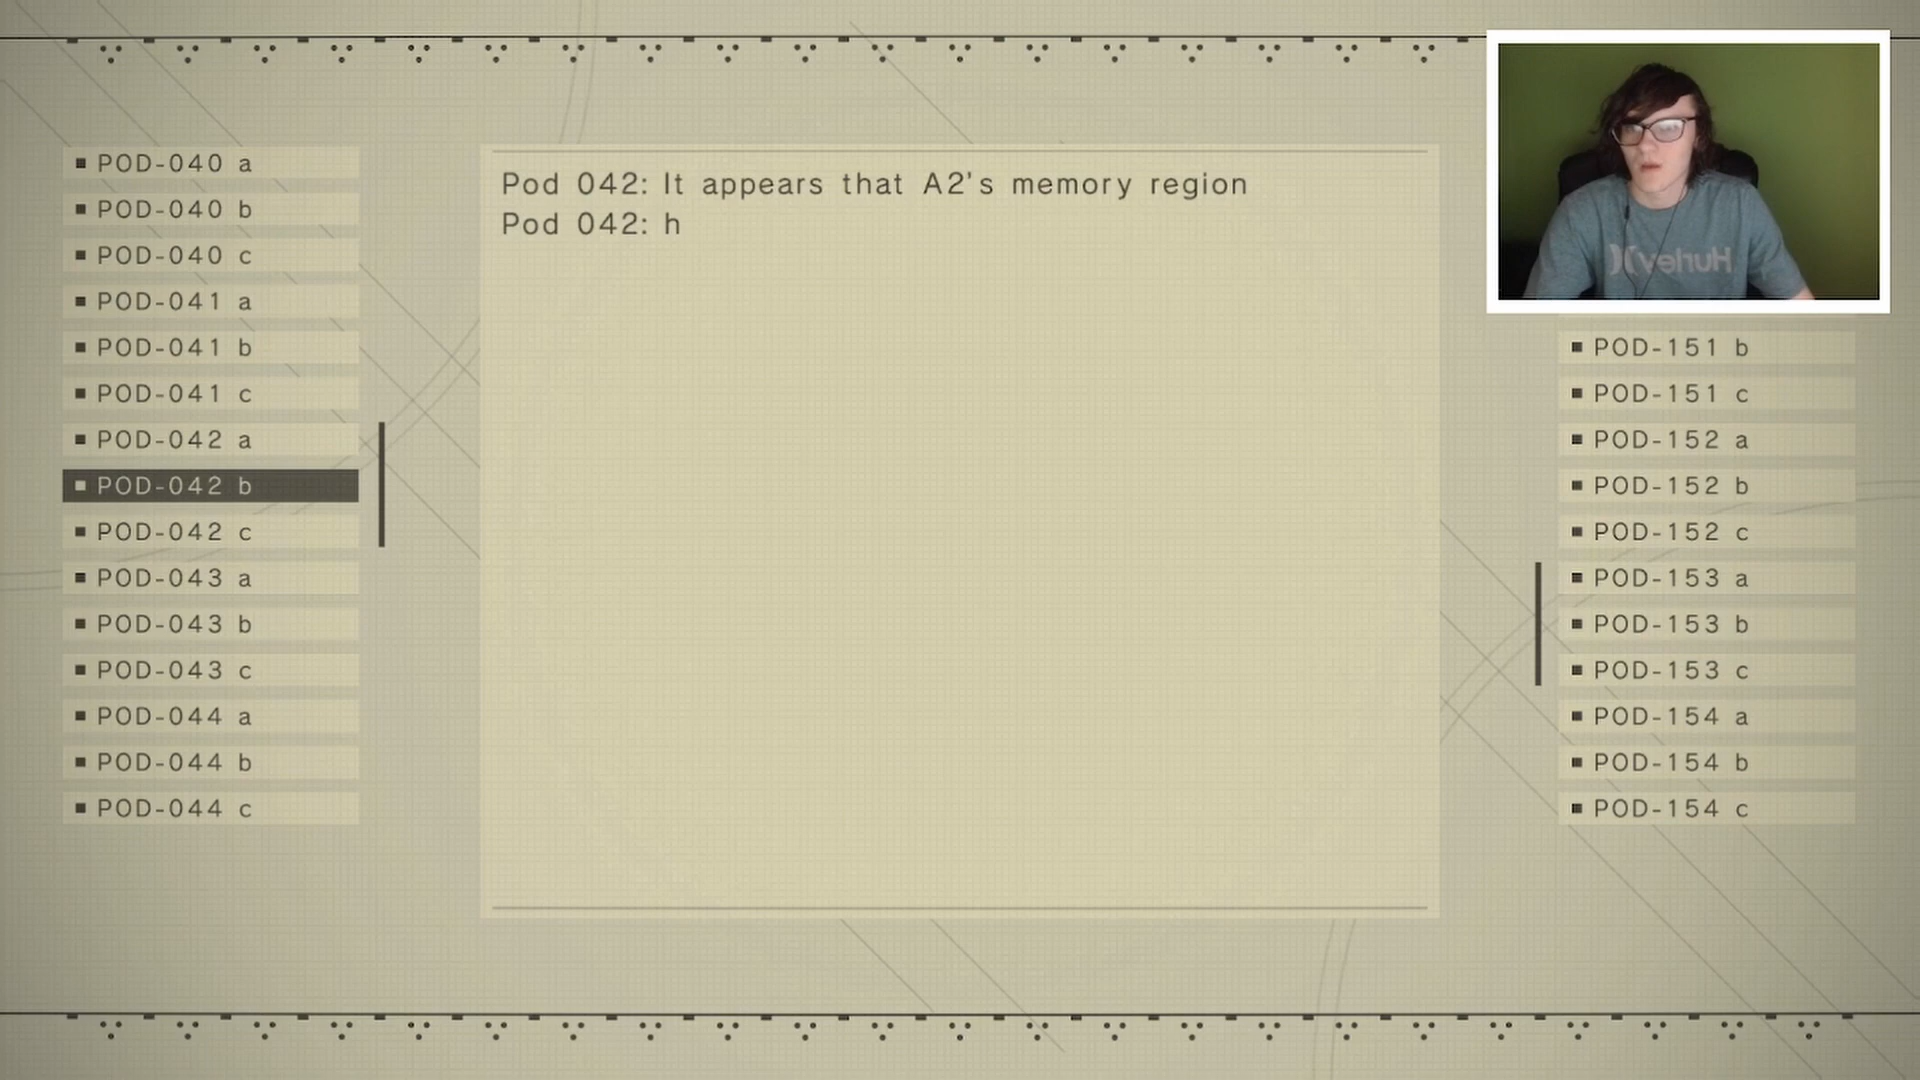 POD-040 a
POD-040 b
POD-040 c
POD-041 a
POD-041 b
POD-041 c
POD-042 a
POD-042 b
POD-042 c
POD-043 a
POD-043 b
POD-043 c
POD-044 a
POD-044 b
POD-044 c
Pod 042: It appears that A2's memory region
Pod 042: h
Hurley
POD-151 b
POD-151 c
POD-152 a
POD-152 b
POD-152 c
POD-153 a
POD-153 b
POD-153 c
POD-154 a
POD-154 b
POD-154 c